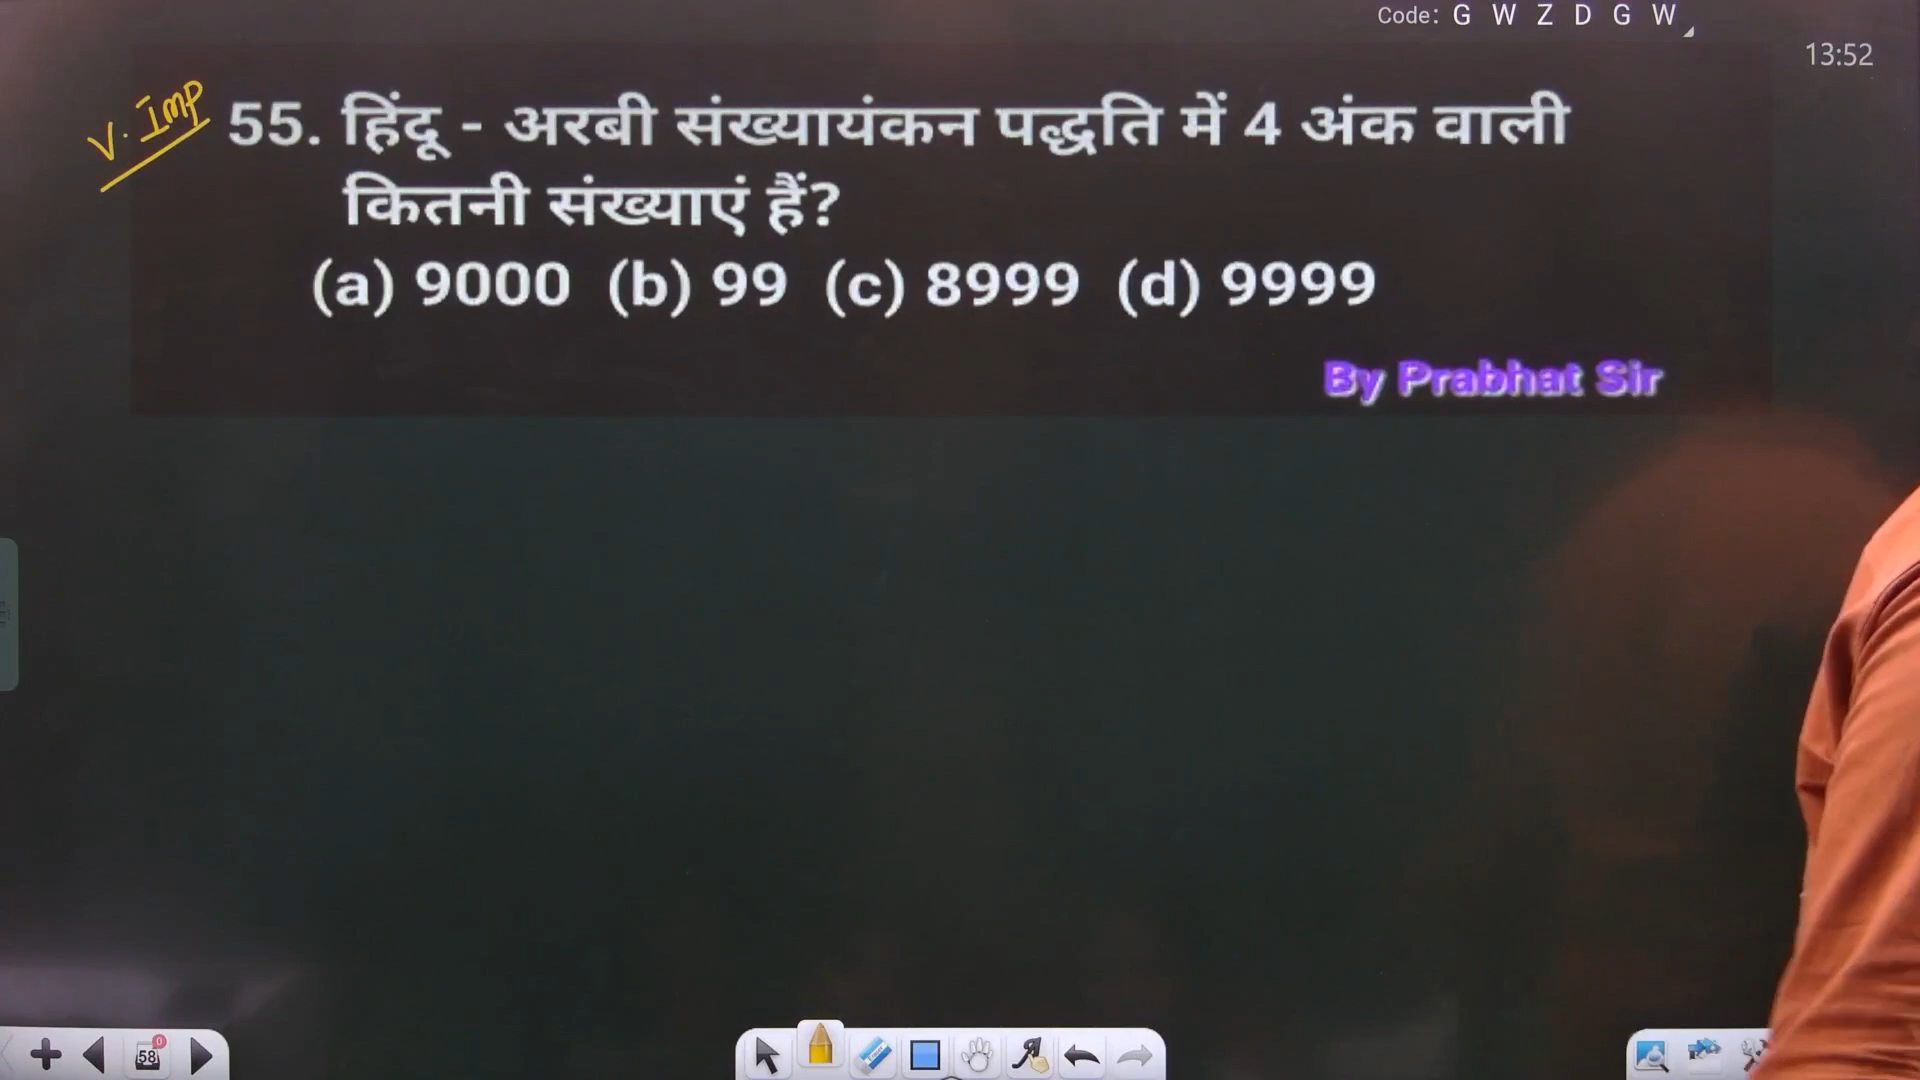 Code: G W Z D G W
13:52
V. Imp
55. हिंदू - अरबी संख्यायंकन पद्धति में 4 अंक वाली
कितनी संख्याएं हैं?
(a) 9000 (b) 99 (c) 8999 (d) 9999
By Prabhat Sir
58
0